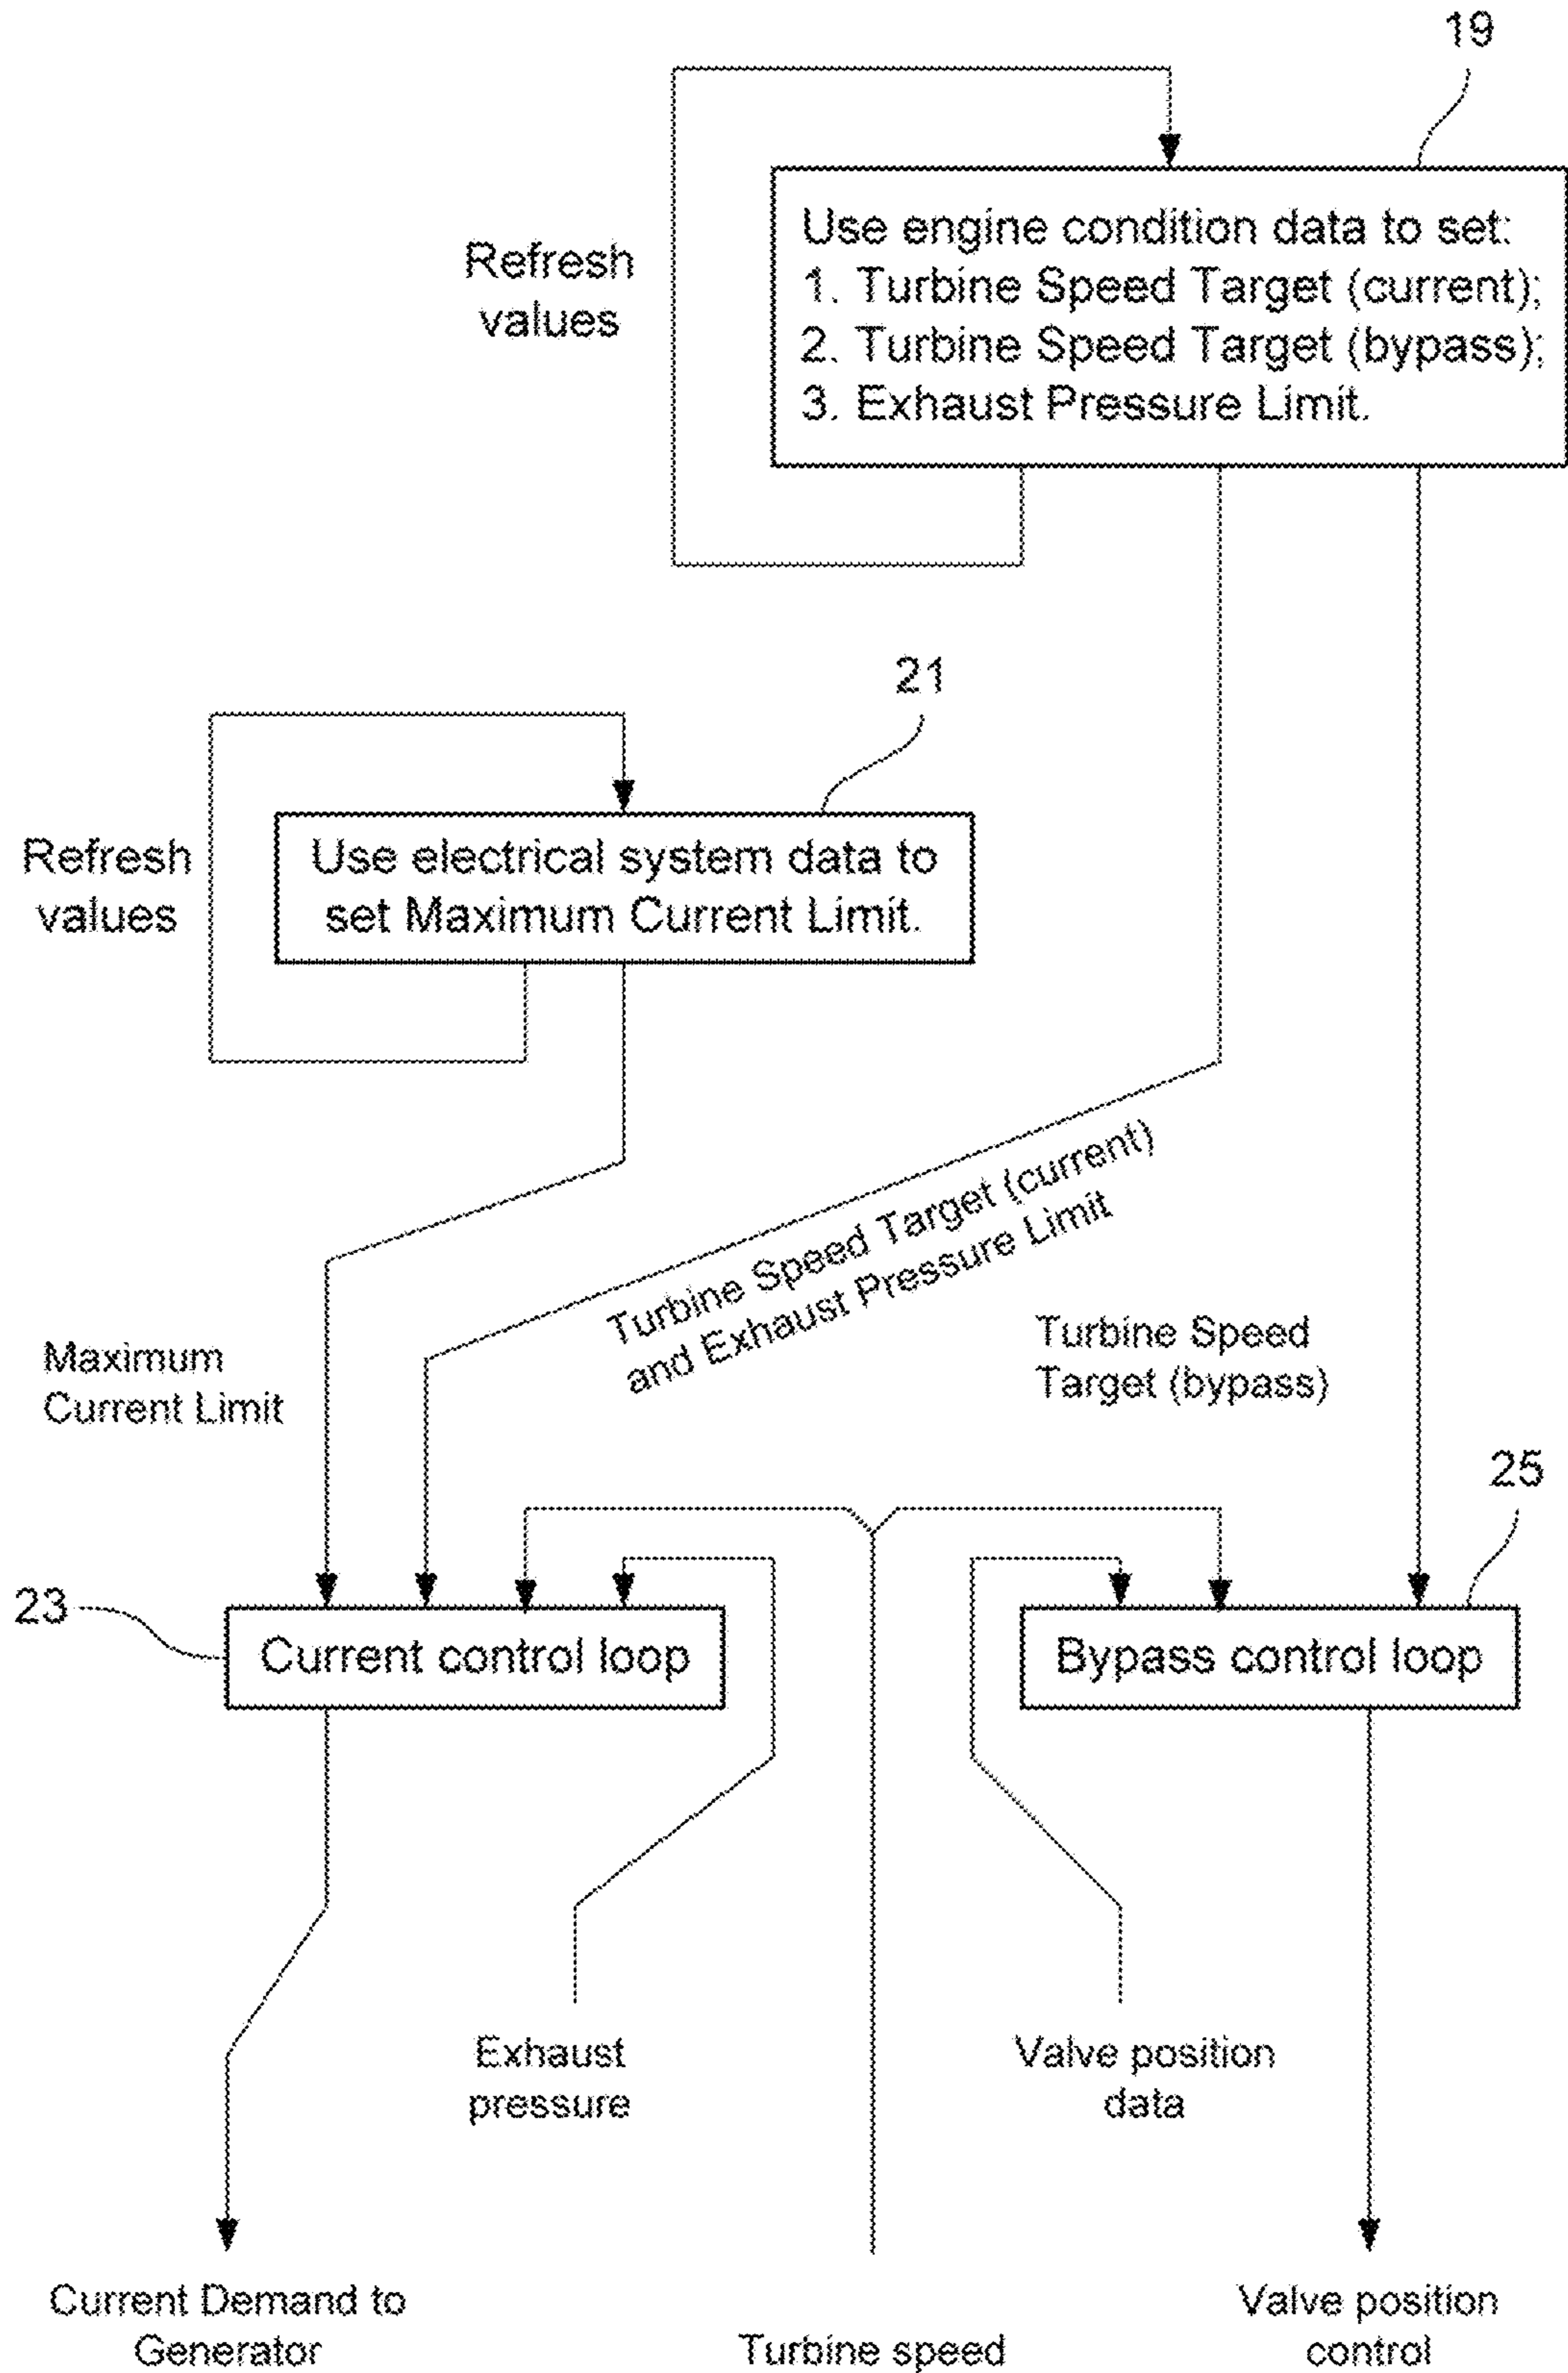 19
Refresh
values
Use engine condition data to set:
1. Turbine Speed Target (current);
2. Turbine Speed Target (bypass);
3. Exhaust Pressure Limit.
21
Refresh
values
Use electrical system data to
set Maximum Current Limit.
Turbine Speed Target (current)
and Exhaust Pressure Limit
Maximum
Current Limit
Turbine Speed
Target (bypass)
25
23
Current control loop
Bypass control loop
Exhaust
pressure
Valve position
data
Current Demand to
Generator
Turbine speed
Valve position
control